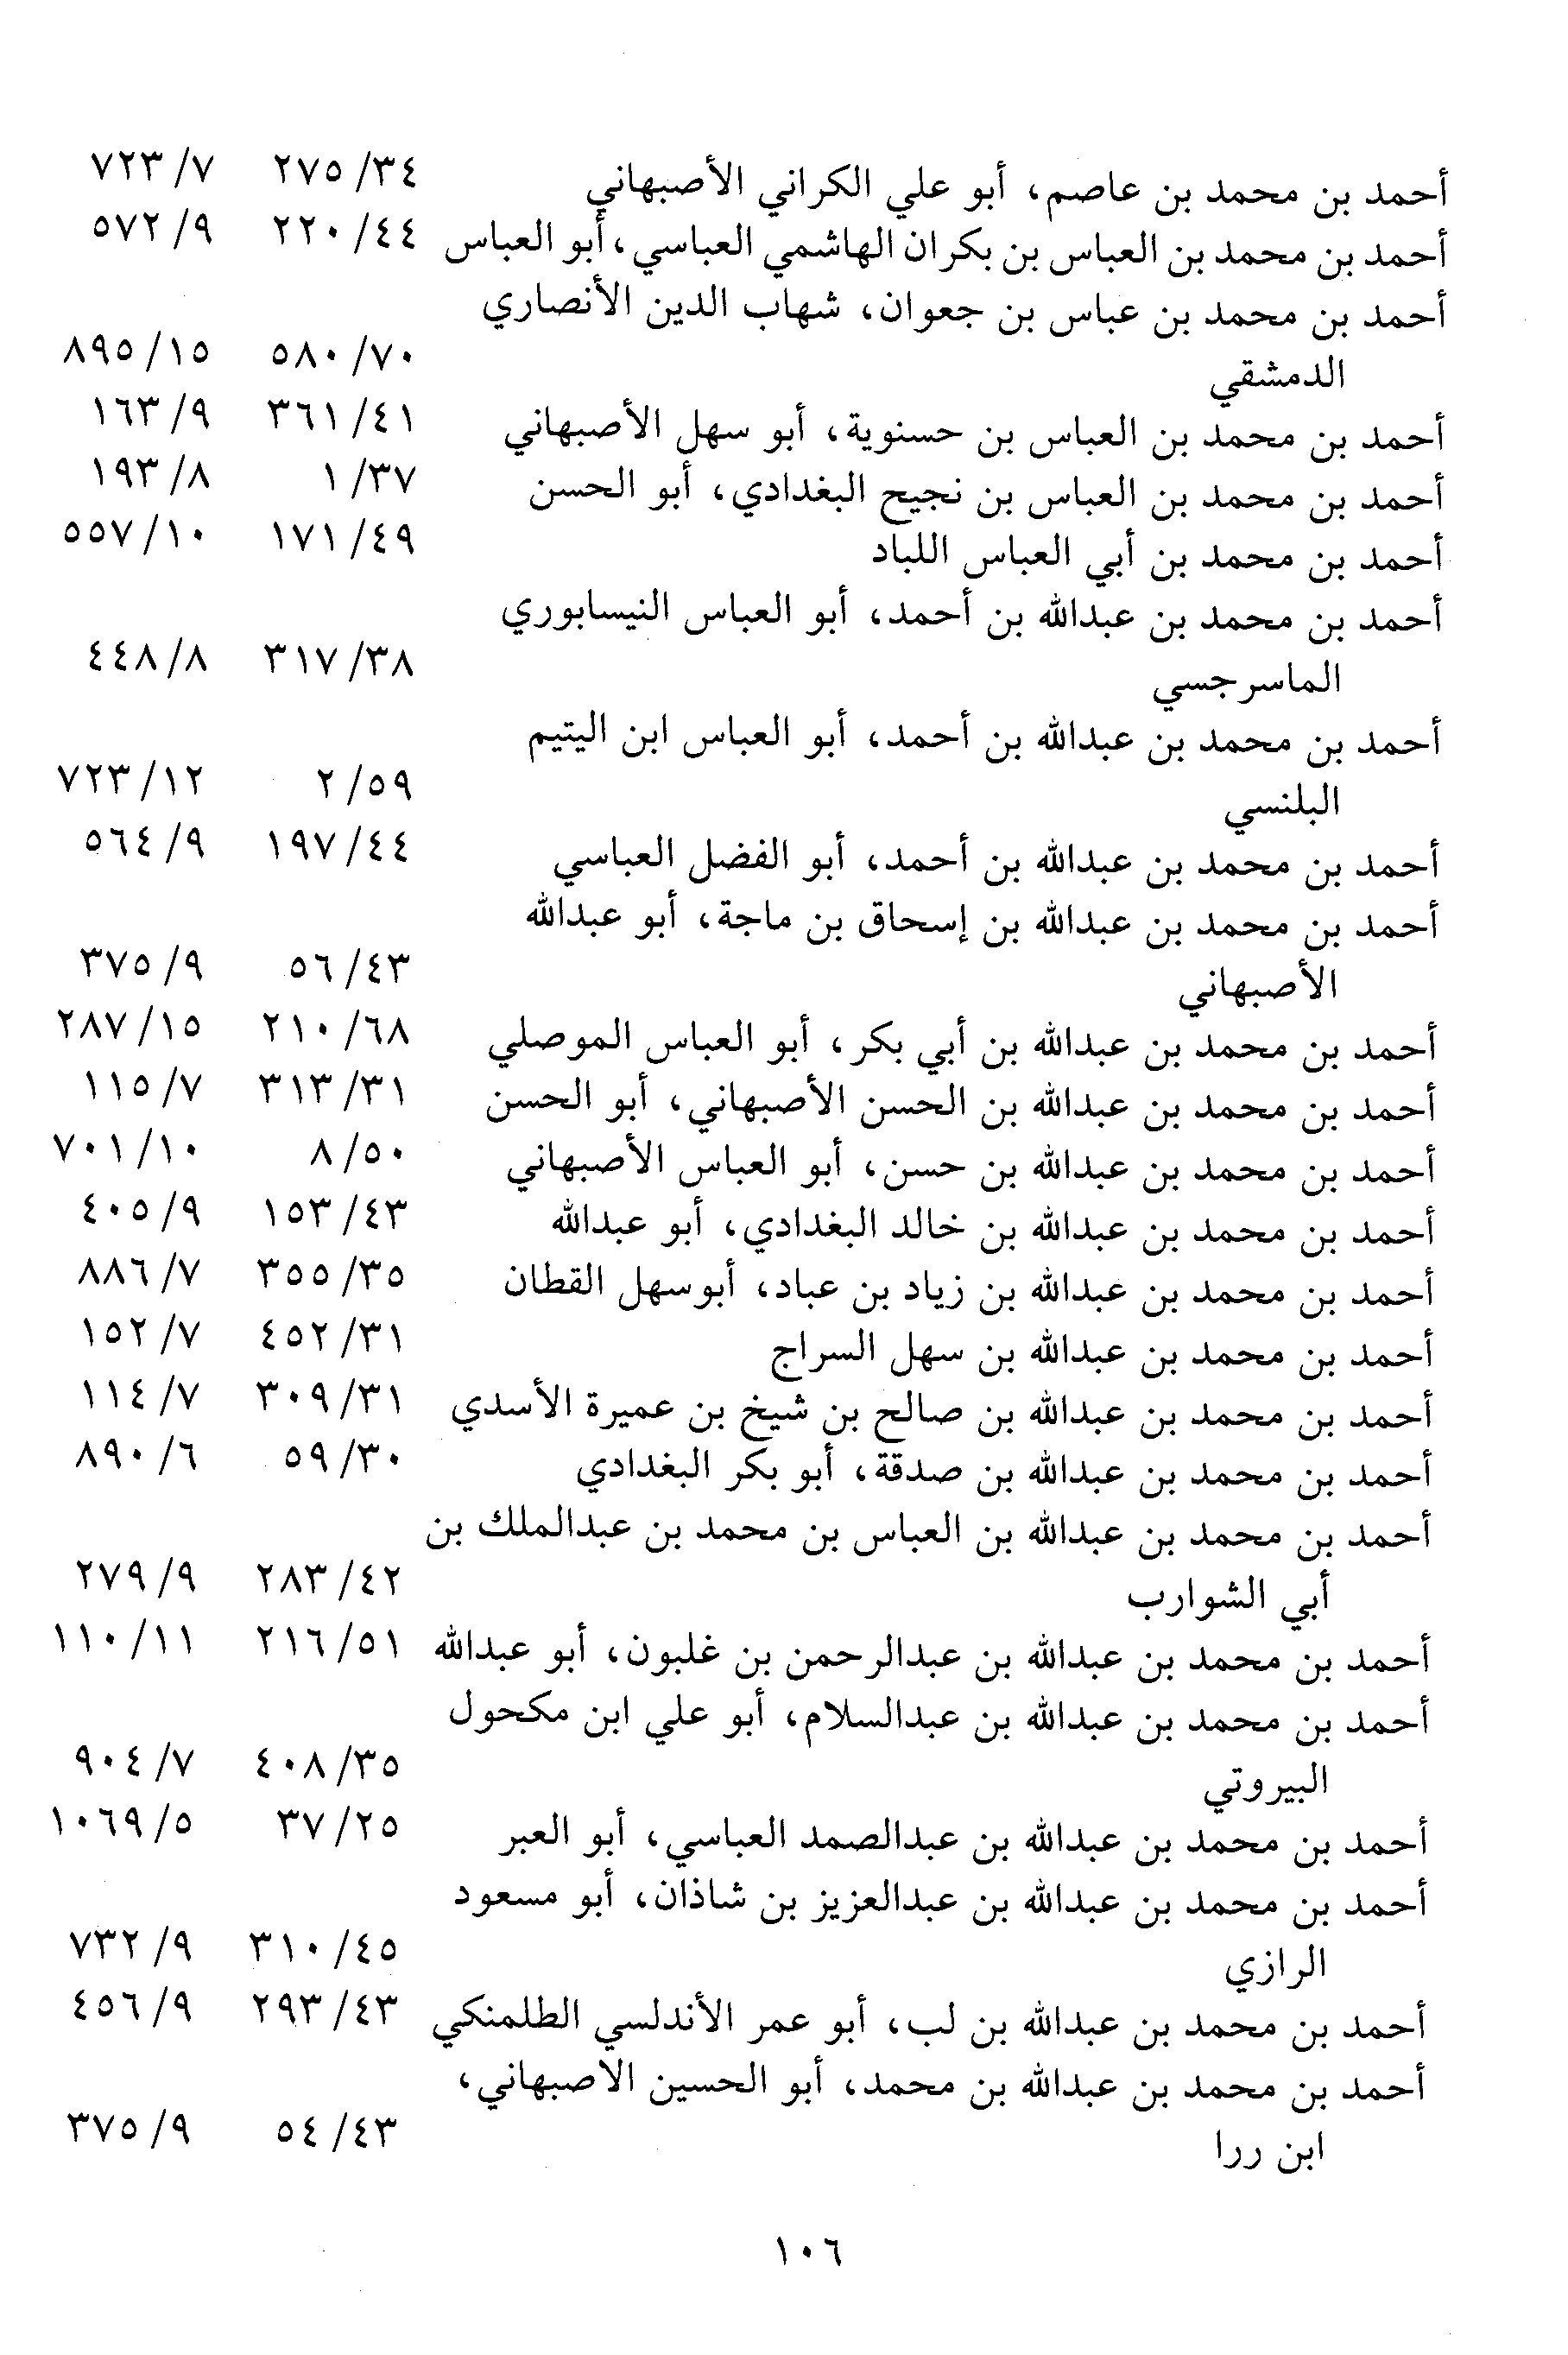 أحمد بن محمد بن عاصم، أبو علي الكراني الأصبهاني ٣٤/ ٢٧٥ ٧/ ٧٢٣
أحمد بن محمد بن العباس بن بكران الهاشمي العباسي، أبو العباس ٤٤/ ٢٢٠ ٩/ ٥٧٢
أحمد بن محمد بن عباس بن جعوان، شهاب الدين الأنصاري
الدمشقي ٧٠/ ٥٨٠ ١٥/ ٨٩٥
أحمد بن محمد بن العباس بن حسنوية، أبو سهل الأصبهاني ٤١/ ٣٦١ ٩/ ١٦٣
أحمد بن محمد بن العباس بن نجيح البغدادي، أبو الحسن ٣٧/ ١ ٨/ ١٩٣
أحمد بن محمد بن أبي العباس اللباد ٤٩/ ١٧١ ١٠/ ٥٥٧
أحمد بن محمد بن عبدالله بن أحمد، أبو العباس النيسابوري
الماسرجسي ٣٨/ ٣١٧ ٨/ ٤٤٨
أحمد بن محمد بن عبدالله بن أحمد، أبو العباس ابن اليتيم
البلنسي ٥٩/ ٢ ١٢/ ٧٢٣
أحمد بن محمد بن عبدالله بن أحمد، أبو الفضل العباسي ٤٤/ ١٩٧ ٩/ ٥٦٤
أحمد بن محمد بن عبدالله بن إسحاق بن ماجة، أبو عبدالله
الأصبهاني ٤٣/ ٥٦ ٩/ ٣٧٥
أحمد بن محمد بن عبدالله بن أبي بكر، أبو العباس الموصلي ٦٨/ ٢١٠ ١٥/ ٢٨٧
أحمد بن محمد بن عبدالله بن الحسن الأصبهاني، أبو الحسن ٣١/ ٣١٣ ٧/ ١١٥
أحمد بن محمد بن عبدالله بن حسن، أبو العباس الأصبهاني ٥٠/ ٨ ١٠/ ٧٠١
أحمد بن محمد بن عبدالله بن خالد البغدادي، أبو عبدالله ٤٣/ ١٥٣ ٩/ ٤٠٥
أحمد بن محمد بن عبدالله بن زياد بن عباد، أبوسهل القطان ٣٥/ ٣٥٥ ٧/ ٨٨٦
أحمد بن محمد بن عبدالله بن سهل السراج ٣١/ ٤٥٢ ٧/ ١٥٢
أحمد بن محمد بن عبدالله بن صالح بن شيخ بن عميرة الأسدي ٣١/ ٣٠٩ ٧/ ١١٤
أحمد بن محمد بن عبدالله بن صدقة، أبو بكر البغدادي ٣٠/ ٥٩ ٦/ ٨٩٠
أحمد بن محمد بن عبدالله بن العباس بن محمد بن عبدالملك بن
أبي الشوارب ٤٢/ ٢٨٣ ٩/ ٢٧٩
أحمد بن محمد بن عبدالله بن عبدالرحمن بن غلبون، أبو عبدالله ٥١/ ٢١٦ ١١/ ١١٠
أحمد بن محمد بن عبدالله بن عبدالسلام، أبو علي ابن مكحول
البيروتي ٣٥/ ٤٠٨ ٧/ ٩٠٤
أحمد بن محمد بن عبدالله بن عبدالصمد العباسي، أبو العبر ٢٥/ ٣٧ ٥/ ١٠٦٩
أحمد بن محمد بن عبدالله بن عبدالعزيز بن شاذان، أبو مسعود
الرازي ٤٥/ ٣١٠ ٩/ ٧٣٢
أحمد بن محمد بن عبدالله بن لب، أبو عمر الأندلسي الطلمنكي ٤٣/ ٢٩٣ ٩/ ٤٥٦
أحمد بن محمد بن عبدالله بن محمد، أبو الحسين الاصبهاني،
ابن ررا ٤٣/ ٥٤ ٩/ ٣٧٥
١٠٦